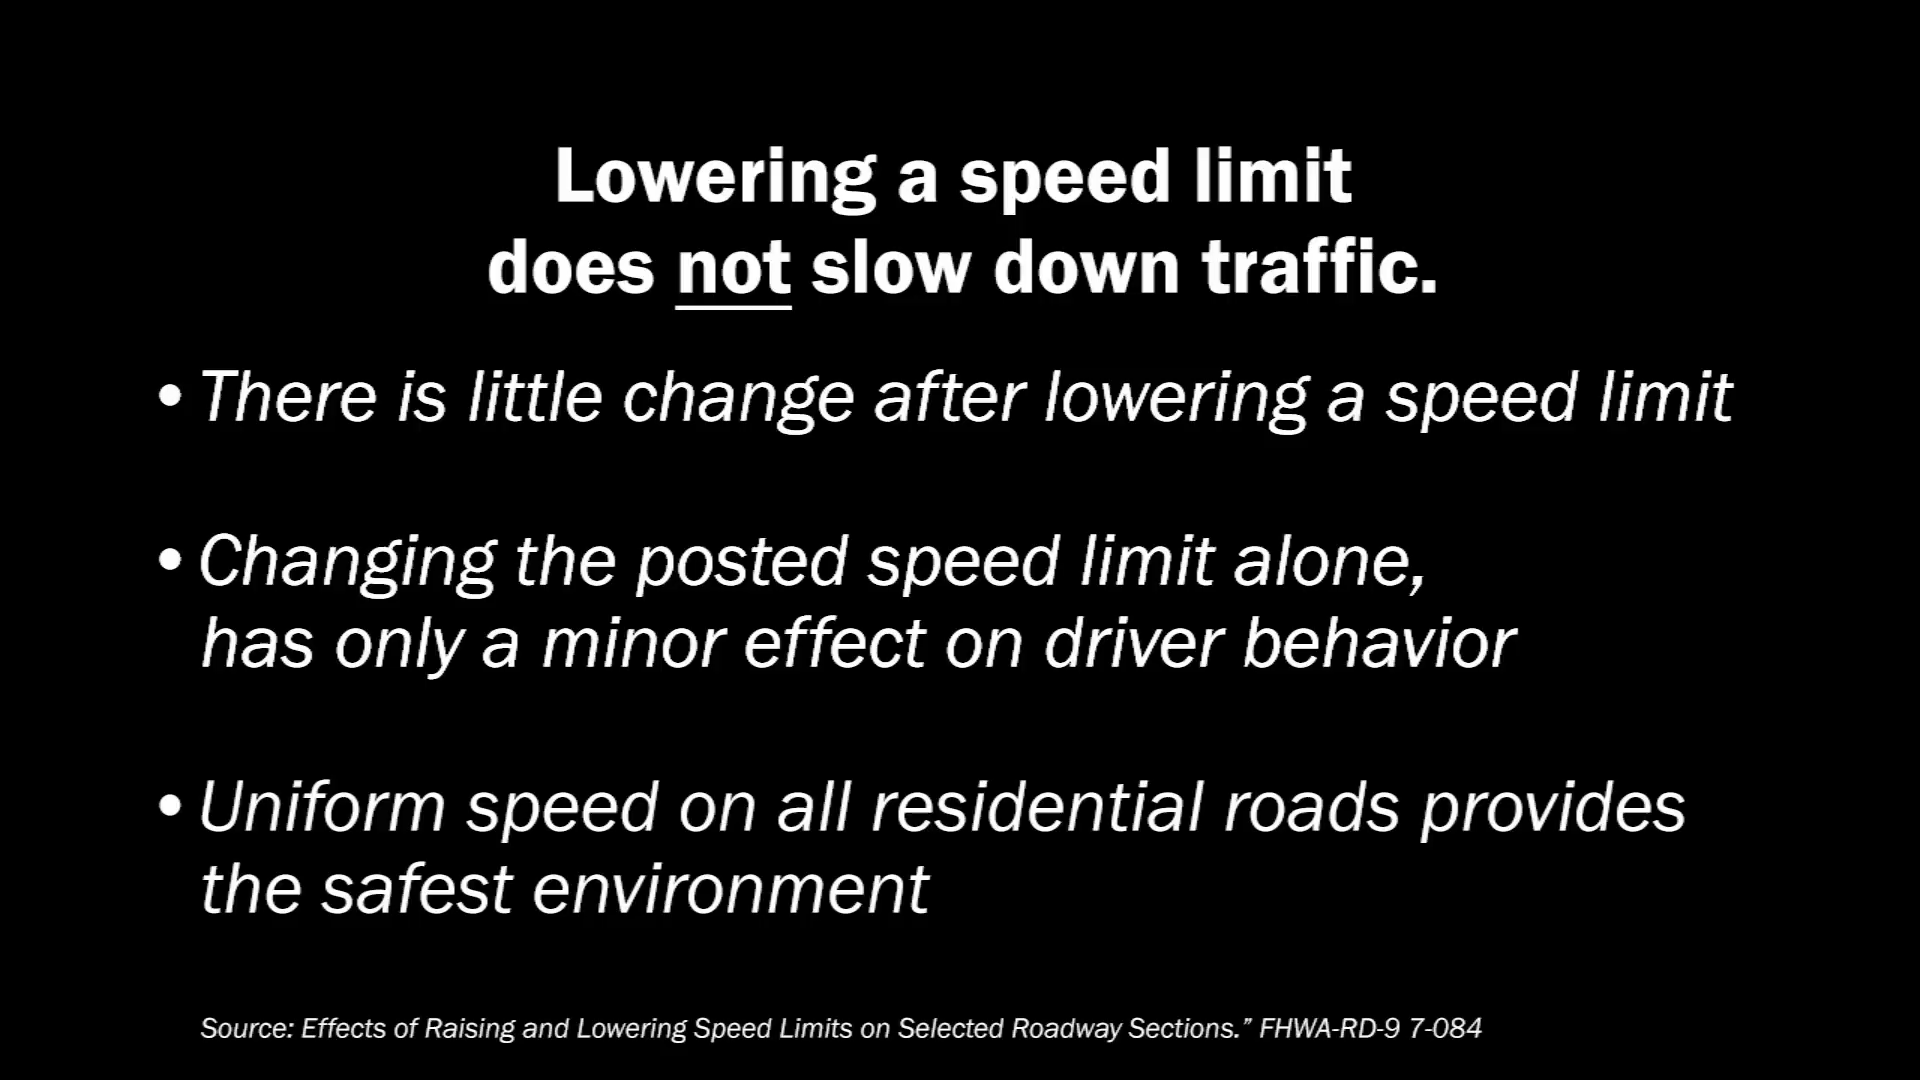 Lowering a speed limit
does not slow down traffic.
• There is little change after lowering a speed limit
• Changing the posted speed limit alone,
has only a minor effect on driver behavior
• Uniform speed on all residential roads provides
the safest environment
Source: Effects of Raising and Lowering Speed Limits on Selected Roadway Sections.” FHWA-RD-9 7-084